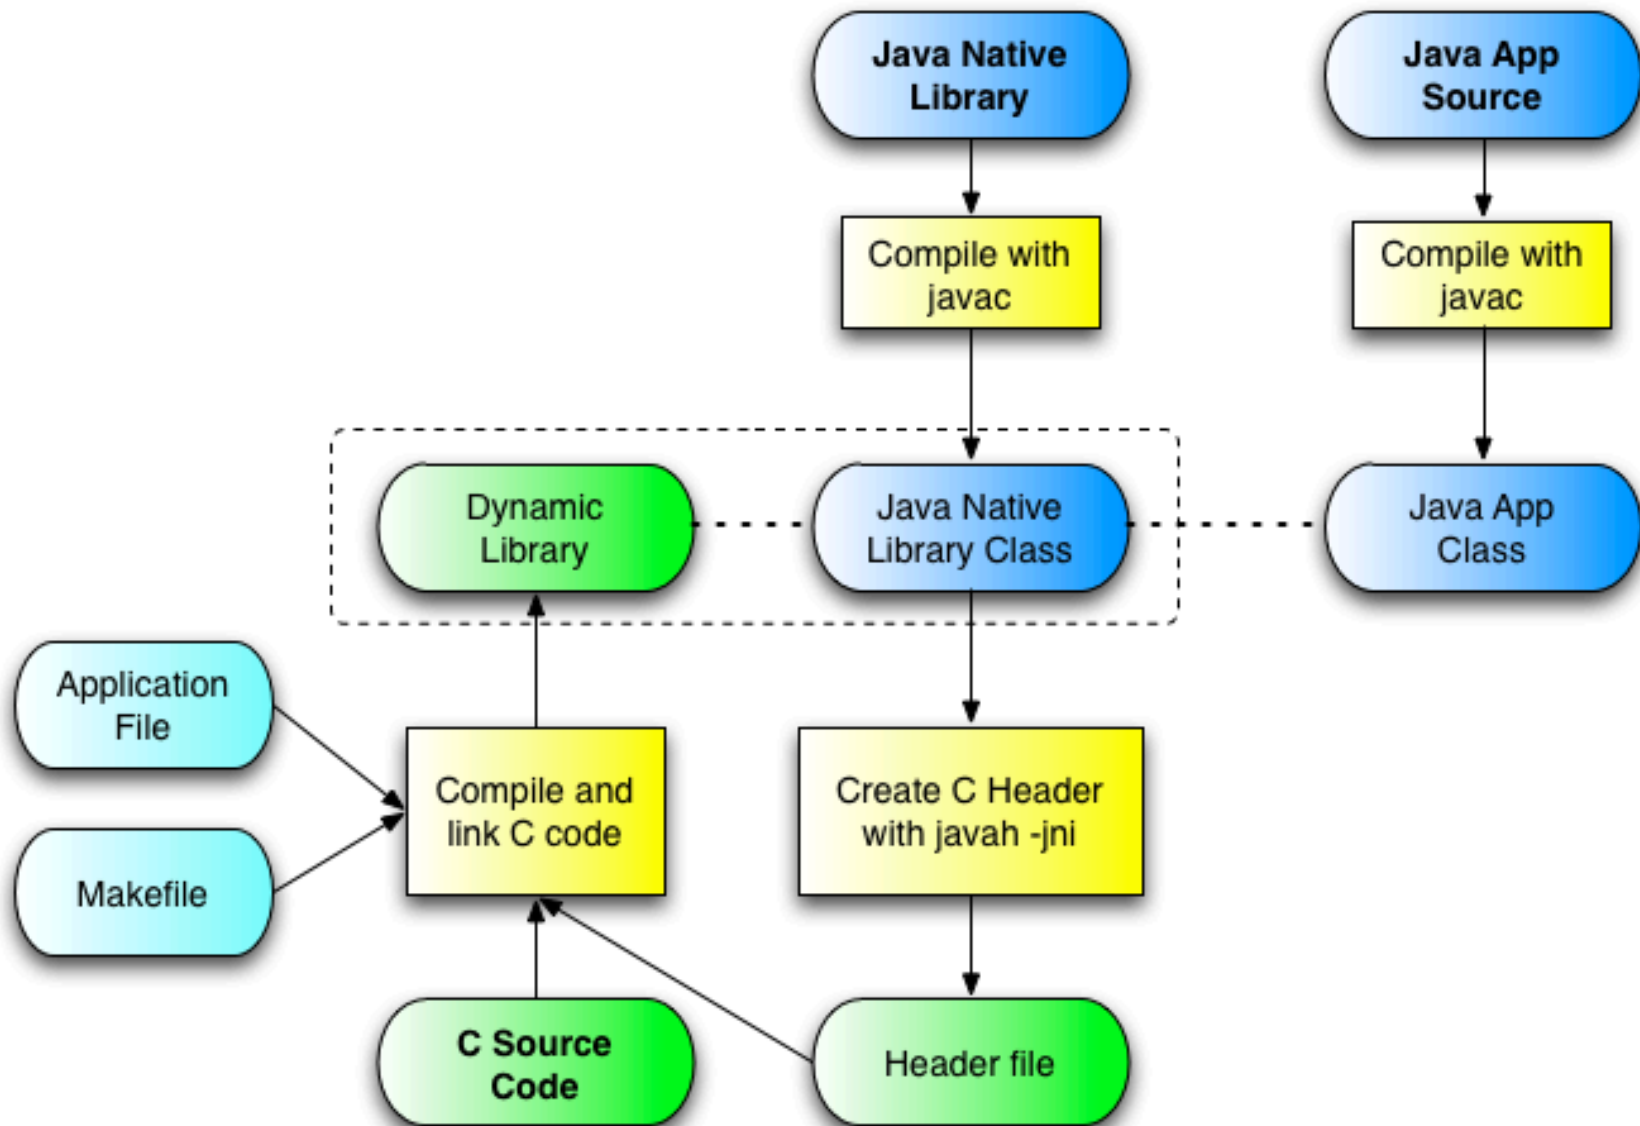 Java Native
Library
Java App
Source
Compile with
javac
Compile with
javac
Dynamic
Library
Java Native
Library Class
Java App
Class
Application
File
Compile and
link C code
Create C Header
with javah -jni
Makefile
C Source
Code
Header file